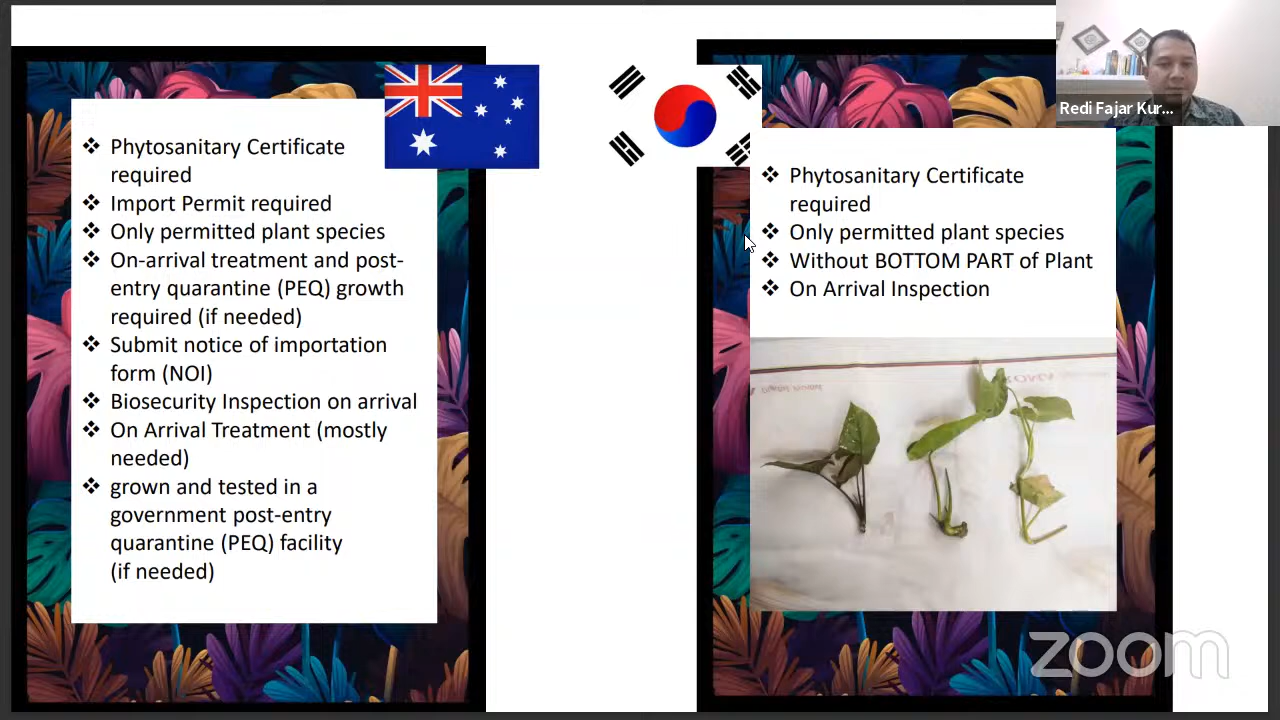 ❖ Phytosanitary Certificate
required
❖ Import Permit required
❖ Only permitted plant species
❖ On-arrival treatment and post-
entry quarantine (PEQ) growth
required (if needed)
❖ Submit notice of importation
form (NOI)
❖ Biosecurity Inspection on arrival
❖ On Arrival Treatment (mostly
needed)
❖ grown and tested in a
government post-entry
quarantine (PEQ) facility
(if needed)
❖ Phytosanitary Certificate
required
❖ Only permitted plant species
❖ Without BOTTOM PART of Plant
❖ On Arrival Inspection
Redi Fajar Kur...
zoom